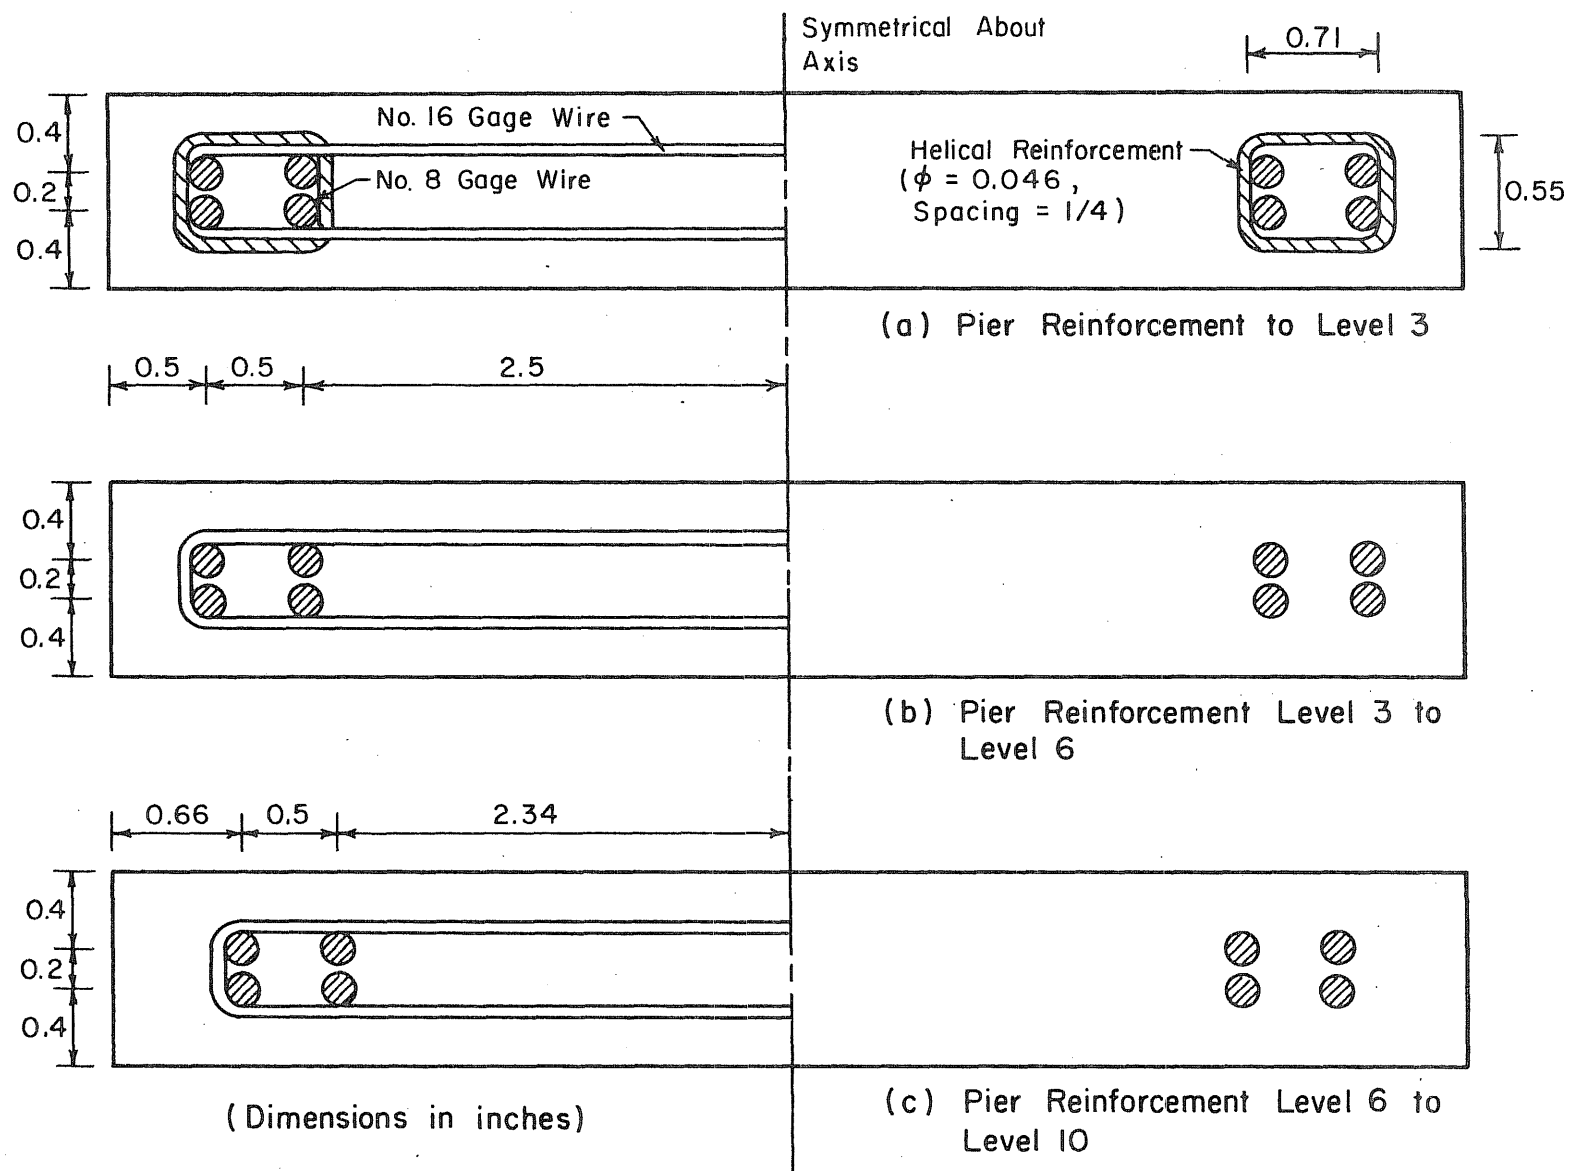 Symmetrical About
Axis
0.71
0.4
0.2
0.4
No. 16 Gage Wire
No. 8 Gage Wire
Helical Reinforcement
(ϕ = 0.046 ,
Spacing = 1/4)
0.55
(a) Pier Reinforcement to Level 3
0.5
0.5
2.5
0.4
0.2
0.4
(b) Pier Reinforcement Level 3 to
Level 6
0.66
0.5
2.34
0.4
0.2
0.4
(Dimensions in inches)
(c) Pier Reinforcement Level 6 to
Level 10